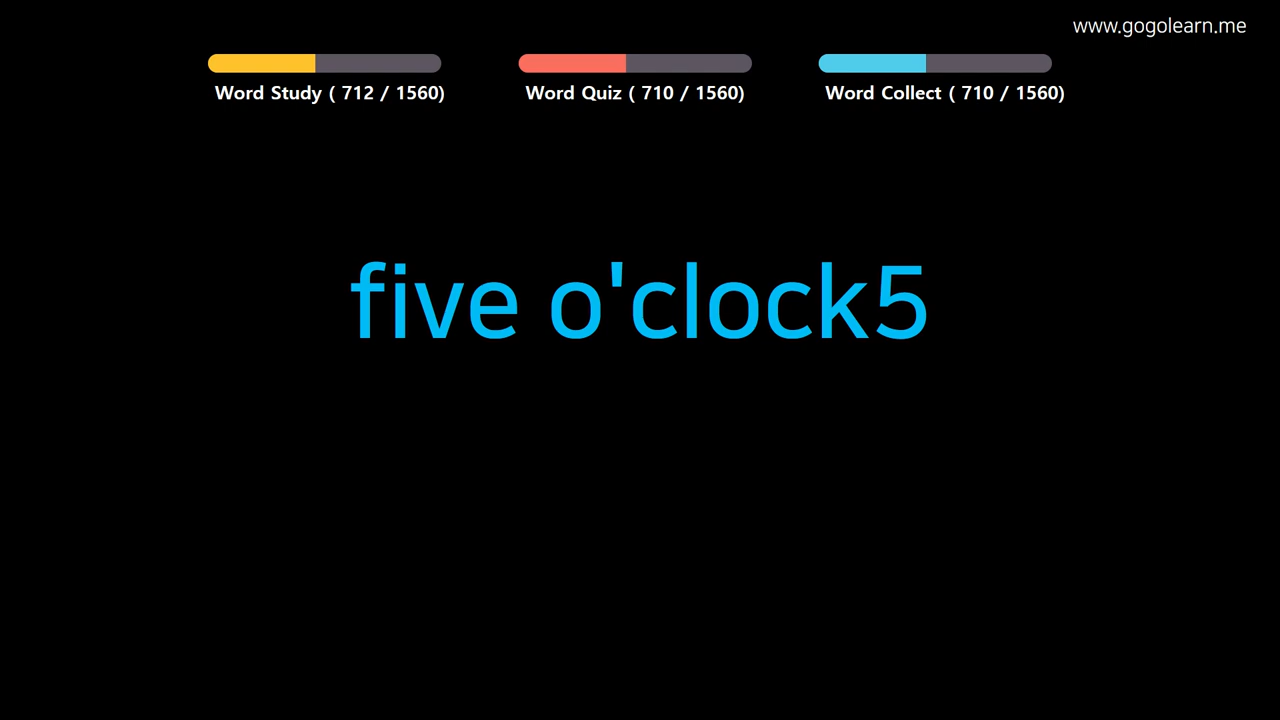 www.gogolearn.me
Word Study ( 712 / 1560)
Word Quiz ( 710 / 1560)
Word Collect ( 710 / 1560)
five o'clock5